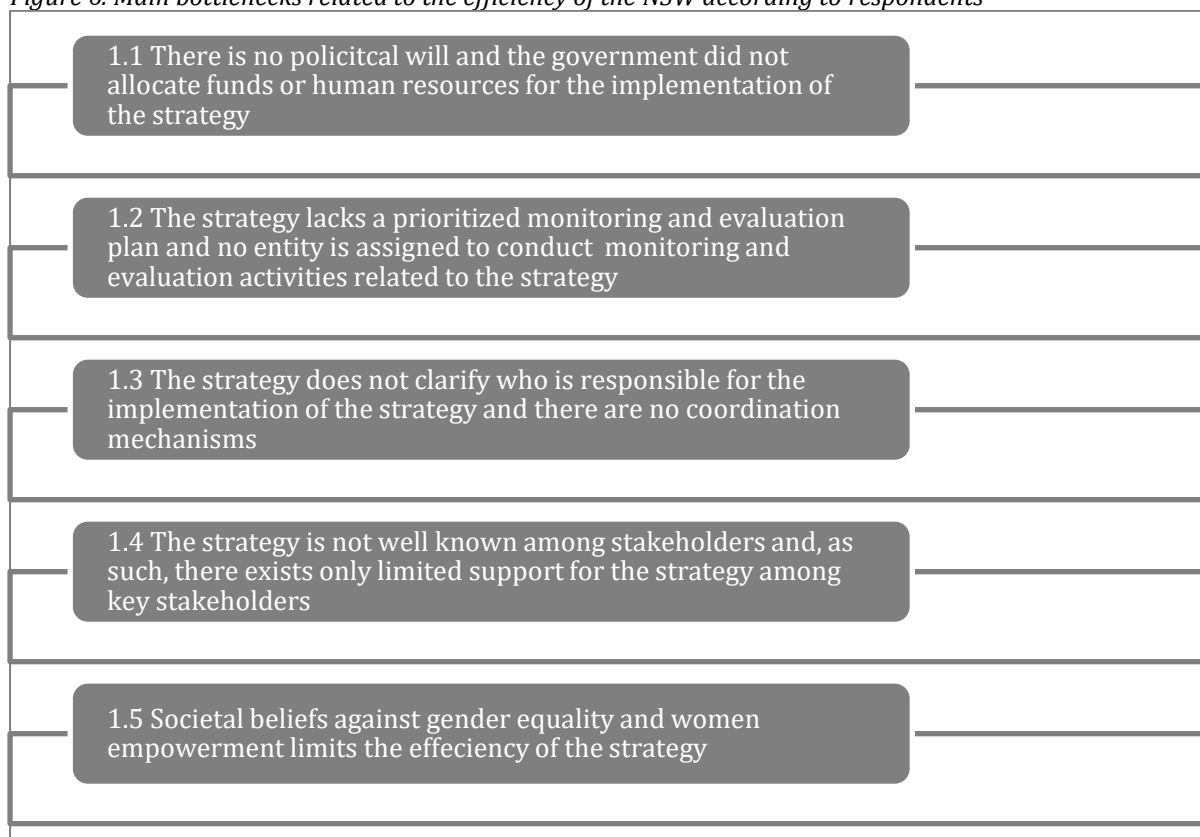 Figure 6. Main bottlenecks related to the efficiency of the NSW according to respondents
1.1 There is no policitcal will and the government did not
allocate funds or human resources for the implementation of
the strategy
1.2 The strategy lacks a prioritized monitoring and evaluation
plan and no entity is assigned to conduct monitoring and
evaluation activities related to the strategy
1.3 The strategy does not clarify who is responsible for the
implementation of the strategy and there are no coordination
mechanisms
1.4 The strategy is not well known among stakeholders and, as
such, there exists only limited support for the strategy among
key stakeholders
1.5 Societal beliefs against gender equality and women
empowerment limits the effeciency of the strategy